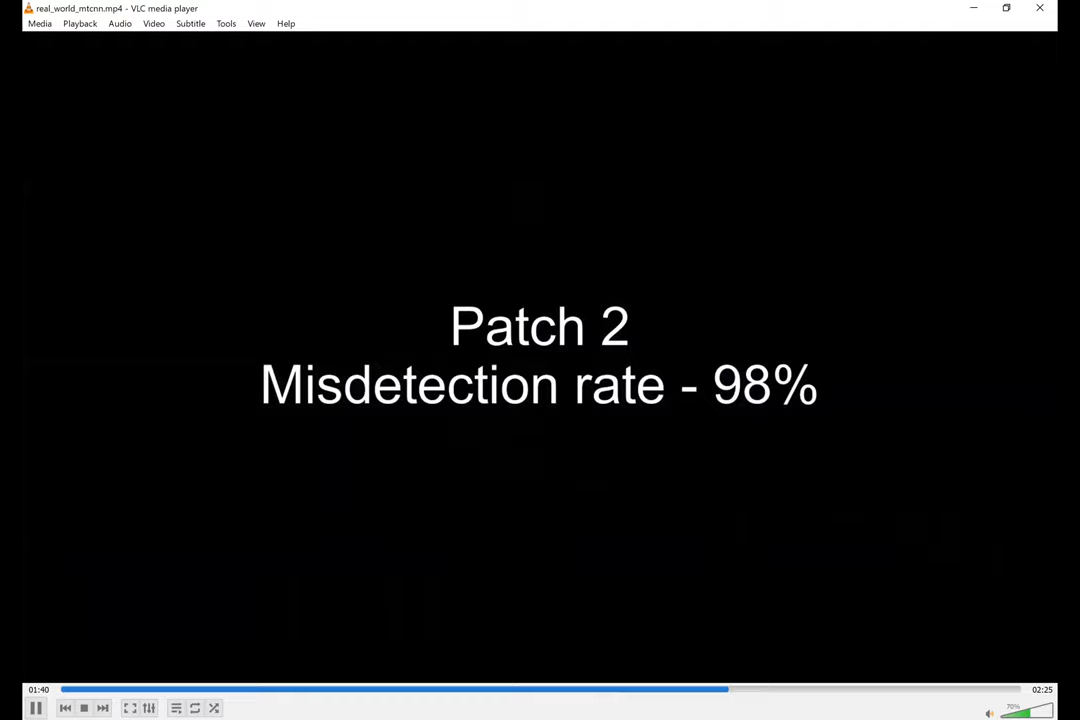 real_world_mtcnn.mp4 - VLC media player
Media Playback Audio Video Subtitle Tools View Help
Patch 2
Misdetection rate - 98%
01:40
02:25
70%